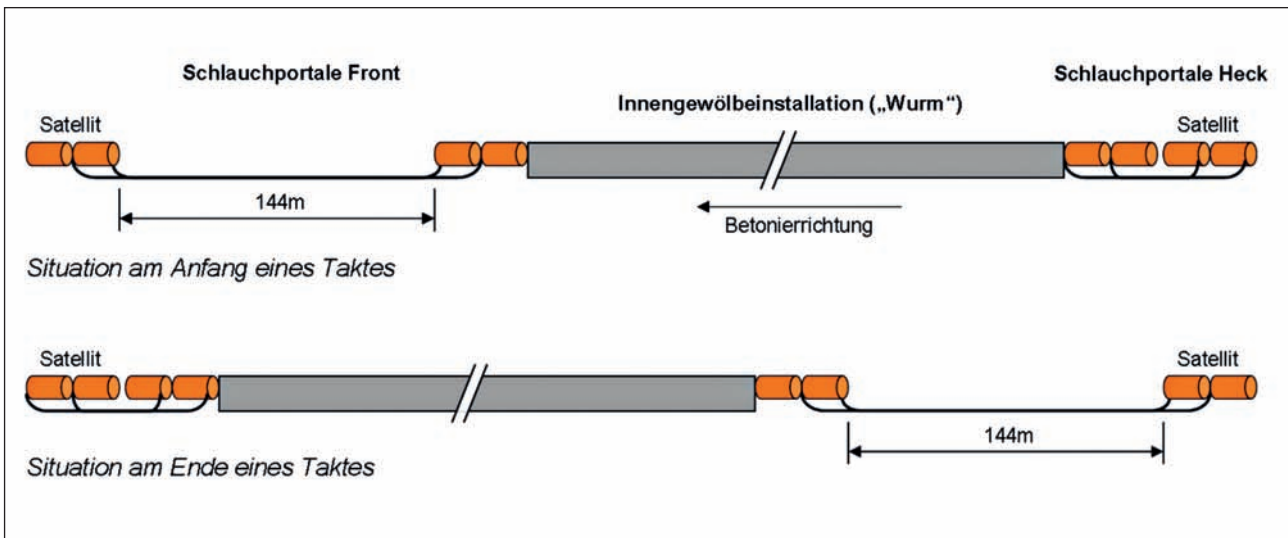 Schlauchportale Front
Schlauchportale Heck
Innengewölbeinstallation („Wurm“)
Satellit
Satellit
144m
Betonierrichtung
Situation am Anfang eines Taktes
Satellit
Satellit
144m
Situation am Ende eines Taktes